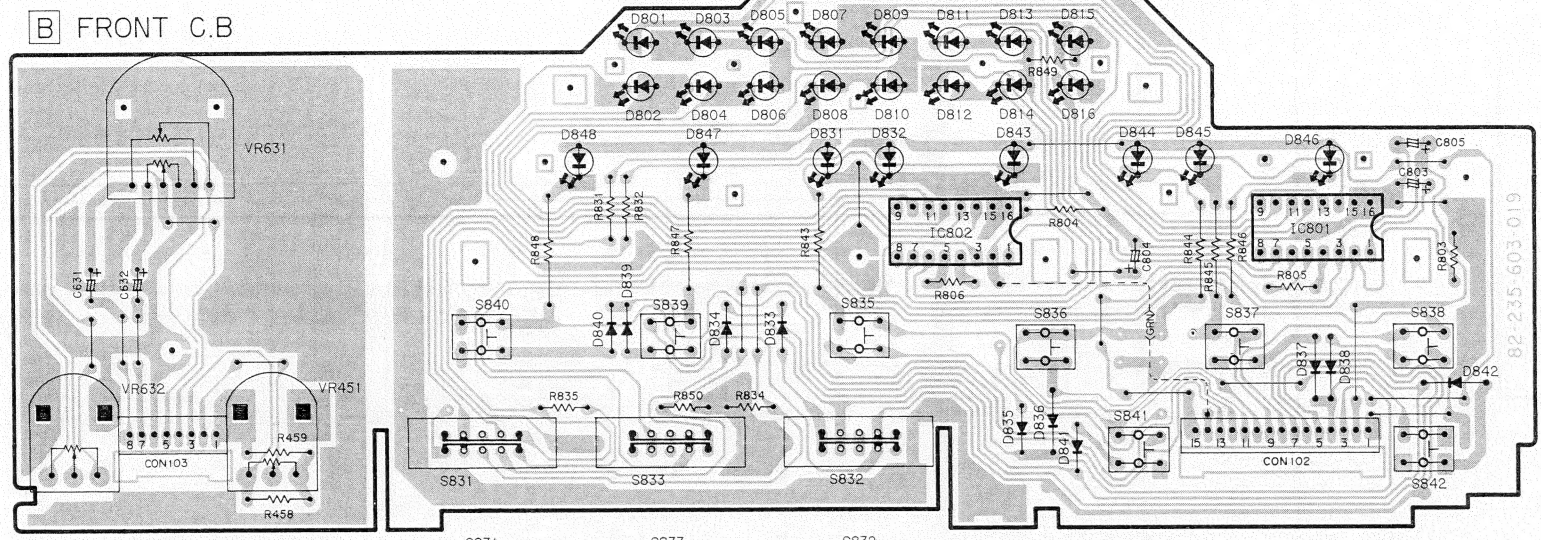 B FRONT C.B
D801 D803 D805 D807 D809 D811 D813 D815
R849
D802 D804 D806 D808 D810 D812 D814 D816
D848 D847 D831 D832 D843 D844 D845 D846
C805
VR631
C803
R831 R832
9 11 13 15 16
IC802
8 7 5 3 1
R804
9 11 13 15 16
IC801
8 7 5 3 1
R848 R847 R843
C804
R844 R845 R846
R803
C631 C632
D839
R806
R805
82-235-603-019
S840 D840 S839 D834 D833 S835 S836
(GRN)
S837 D837 D838 S838
D842
VR632 VR451
R835 R850 R834
D835 D836 D841 S841
8 7 5 3 1
CON103
R459
R458
15 13 11 9 7 5 3 1
CON102
S831 S833 S832
S842